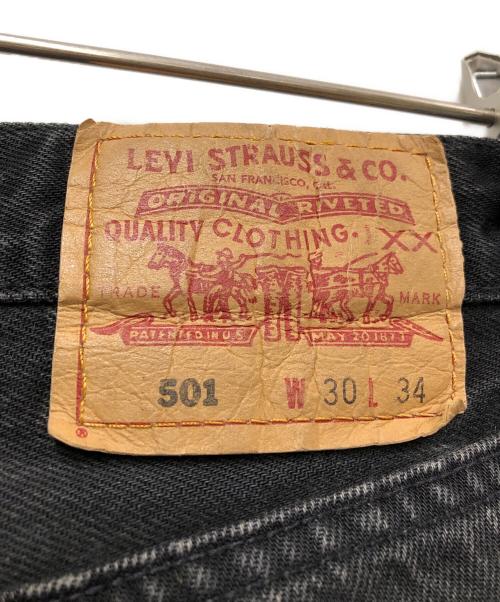 LEVI STRAUSS & CO.
SAN FRANCISCO, CAL.
ORIGINAL RIVETED
QUALITY CLOTHING. XX
TRADE MARK
PATENTED IN U.S. MAY 20 1873
501 W 30 L 34
®